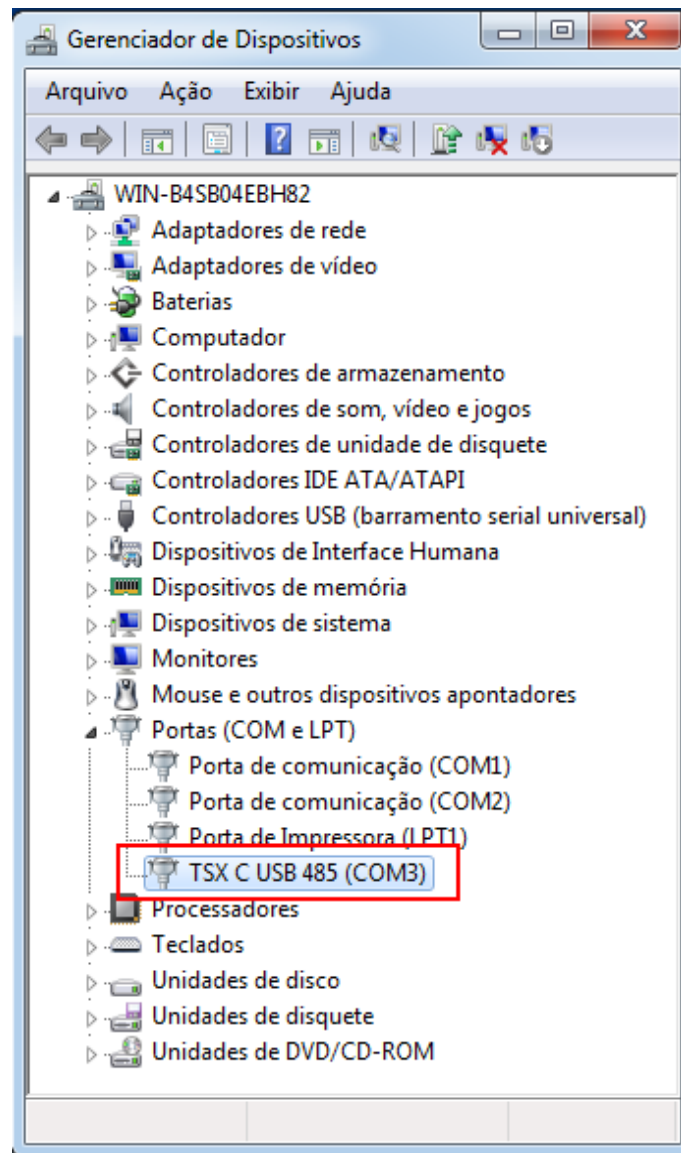 Gerenciador de Dispositivos
Arquivo Ação Exibir Ajuda
WIN-B4SB04EBH82
Adaptadores de rede
Adaptadores de vídeo
Baterias
Computador
Controladores de armazenamento
Controladores de som, vídeo e jogos
Controladores de unidade de disquete
Controladores IDE ATA/ATAPI
Controladores USB (barramento serial universal)
Dispositivos de Interface Humana
Dispositivos de memória
Dispositivos de sistema
Monitores
Mouse e outros dispositivos apontadores
Portas (COM e LPT)
Porta de comunicação (COM1)
Porta de comunicação (COM2)
Porta de Impressora (LPT1)
TSX C USB 485 (COM3)
Processadores
Teclados
Unidades de disco
Unidades de disquete
Unidades de DVD/CD-ROM